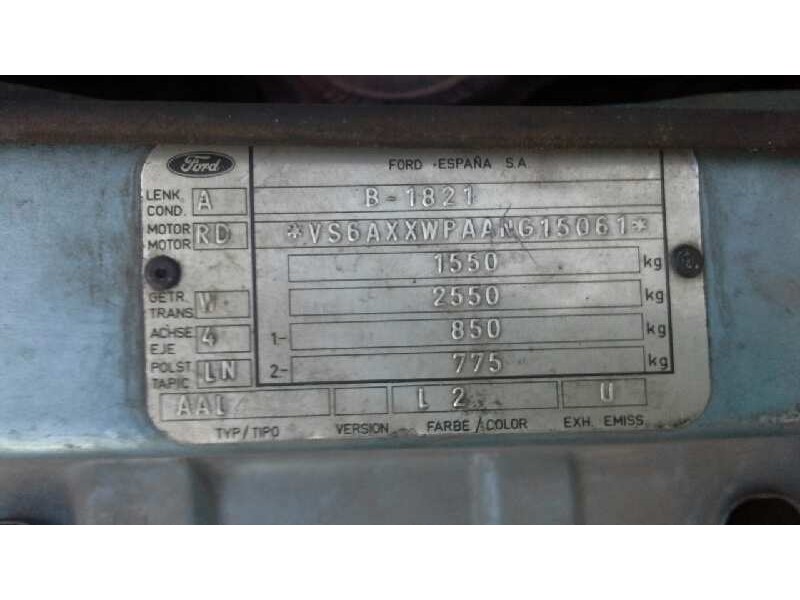 Ford FORD - ESPAÑA S.A
LENK. COND. A B-1821
MOTOR MOTOR RD *VS6AXXWPAANG15061*
1550 kg
GETR. TRANS. W 2550 kg
ACHSE EJE 4 1- 850 kg
POLST. TAPIC LN 2- 775 kg
AAL L 2 U
TYP/TIPO VERSION FARBE/COLOR EXH. EMISS.